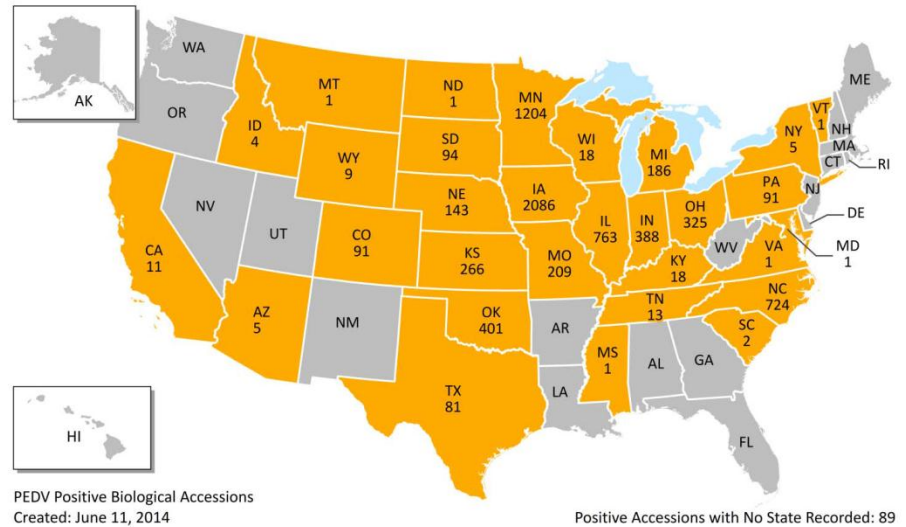 WA
ME
AK
MT
1
ND
1
MN
1204
VT
1
OR
ID
4
SD
94
WI
18
NY
5
NH
MA
CT
RI
WY
9
MI
186
NE
143
IA
2086
PA
91
NJ
NV
UT
CO
91
IL
763
IN
388
OH
325
DE
CA
11
KS
266
MO
209
WV
VA
1
MD
1
KY
18
NC
724
AZ
5
NM
OK
401
AR
TN
13
SC
2
MS
1
AL
GA
TX
81
LA
HI
FL
PEDV Positive Biological Accessions
Created: June 11, 2014
Positive Accessions with No State Recorded: 89